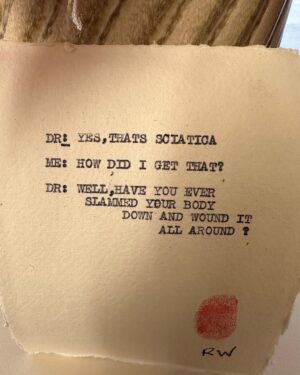 DR: YES,THATS SCIATICA
ME: HOW DID I GET THAT?
DR: WELL,HAVE YOU EVER
SLAMMED YOUR BODY
DOWN AND WOUND IT
ALL AROUND ?
RW